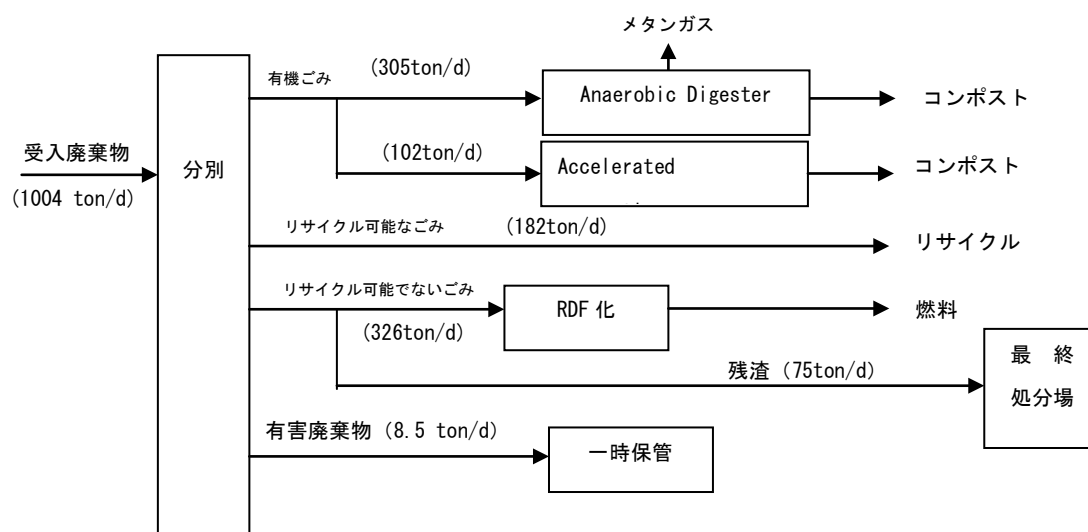 メタンガス
有機ごみ
(305ton/d)
Anaerobic Digester
コンポスト
受入廃棄物
(1004 ton/d)
分別
(102ton/d)
Accelerated
コンポスト
リサイクル可能なごみ
(182ton/d)
リサイクル
リサイクル可能でないごみ
(326ton/d)
RDF 化
燃料
残渣 (75ton/d)
最 終
処分場
有害廃棄物 (8.5 ton/d)
一時保管